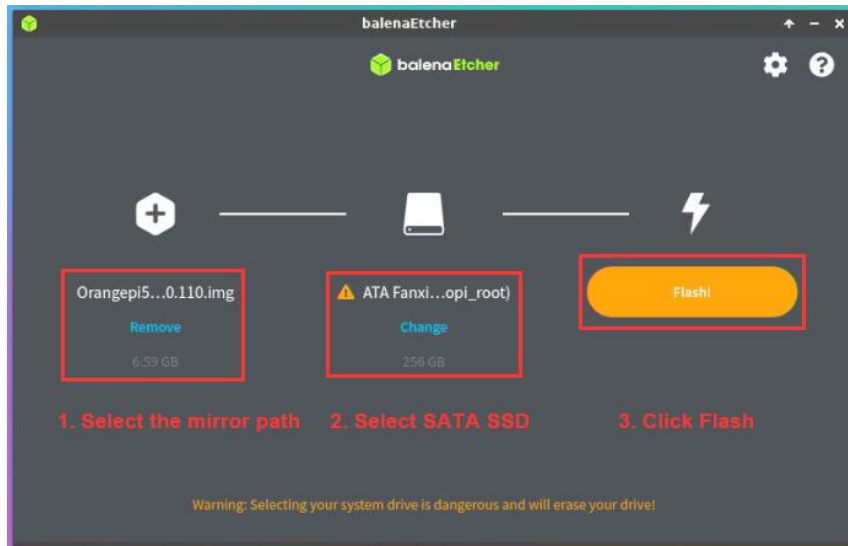 balenaEtcher
balenaEtcher
Orangepi5...0.110.img
ATA Fanxi...opi_root)
Flash!
Remove
Change
6.59 GB
256 GB
1. Select the mirror path
2. Select SATA SSD
3. Click Flash
Warning: Selecting your system drive is dangerous and will erase your drive!